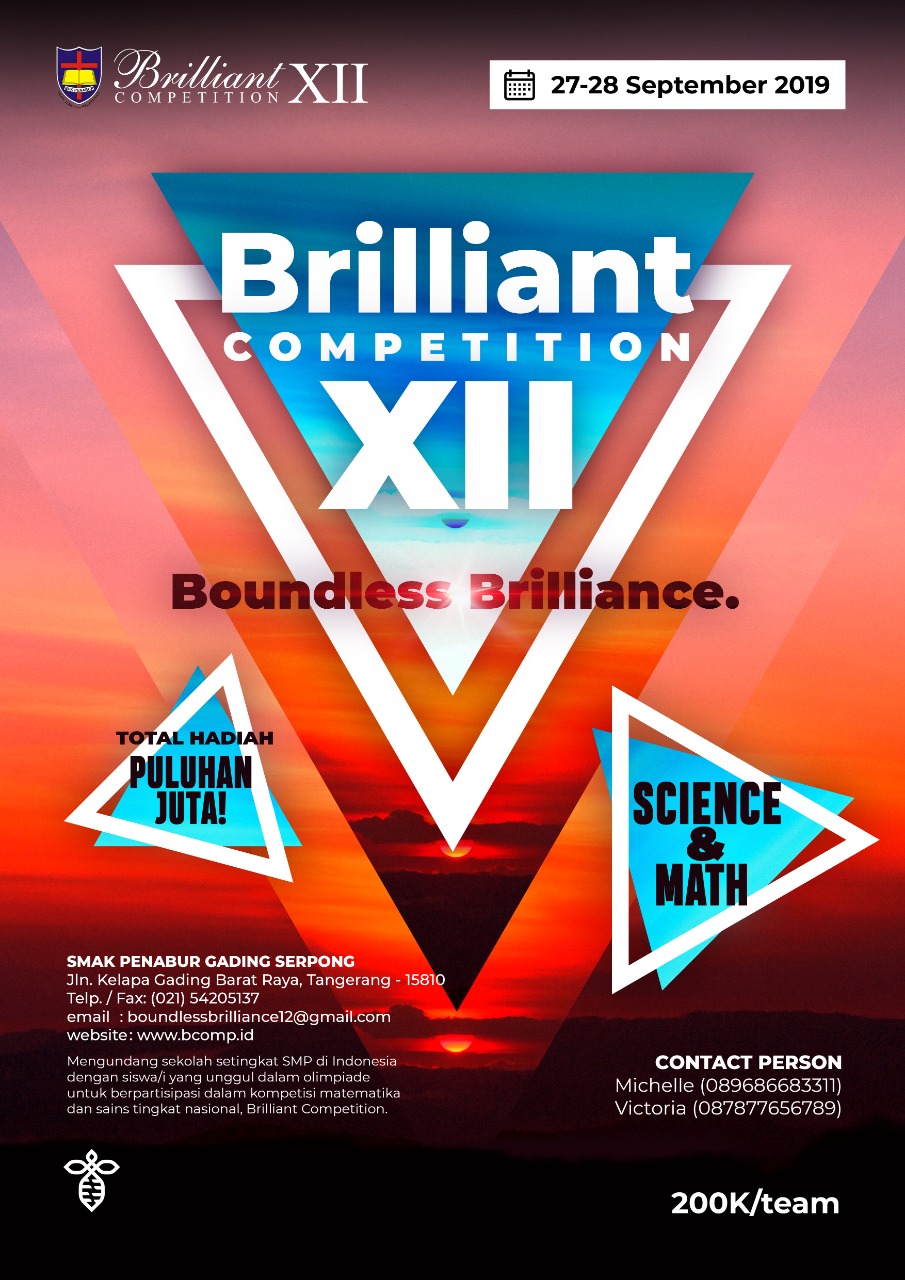 Brilliant XII
COMPETITION
27-28 September 2019
Brilliant
COMPETITION
XII
Boundless Brilliance.
TOTAL HADIAH
PULUHAN
JUTA!
SCIENCE
&
MATH
SMAK PENABUR GADING SERPONG
Jln. Kelapa Gading Barat Raya, Tangerang - 15810
Telp. / Fax: (021) 54205137
email : boundlessbrilliance12@gmail.com
website: www.bcomp.id
Mengundang sekolah setingkat SMP di Indonesia
dengan siswa/i yang unggul dalam olimpiade
untuk berpartisipasi dalam kompetisi matematika
dan sains tingkat nasional, Brilliant Competition.
CONTACT PERSON
Michelle (089686683311)
Victoria (087877656789)
200K/team